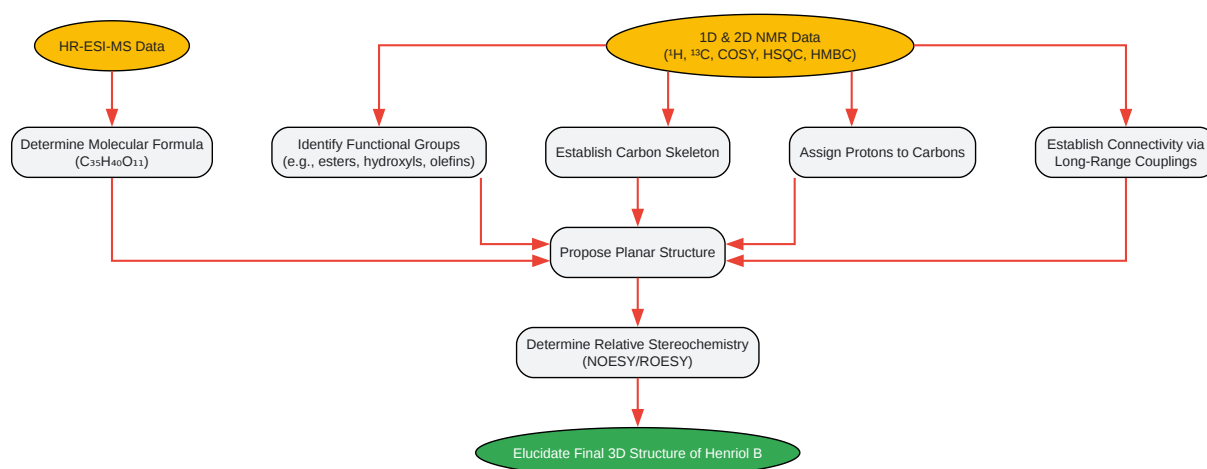 HR-ESI-MS Data
1D & 2D NMR Data
(¹H, ¹³C, COSY, HSQC, HMBC)
Determine Molecular Formula
(C₃₅H₄₀O₁₁)
Identify Functional Groups
(e.g., esters, hydroxyls, olefins)
Establish Carbon Skeleton
Assign Protons to Carbons
Establish Connectivity via
Long-Range Couplings
Propose Planar Structure
Determine Relative Stereochemistry
(NOESY/ROESY)
Elucidate Final 3D Structure of Henriol B